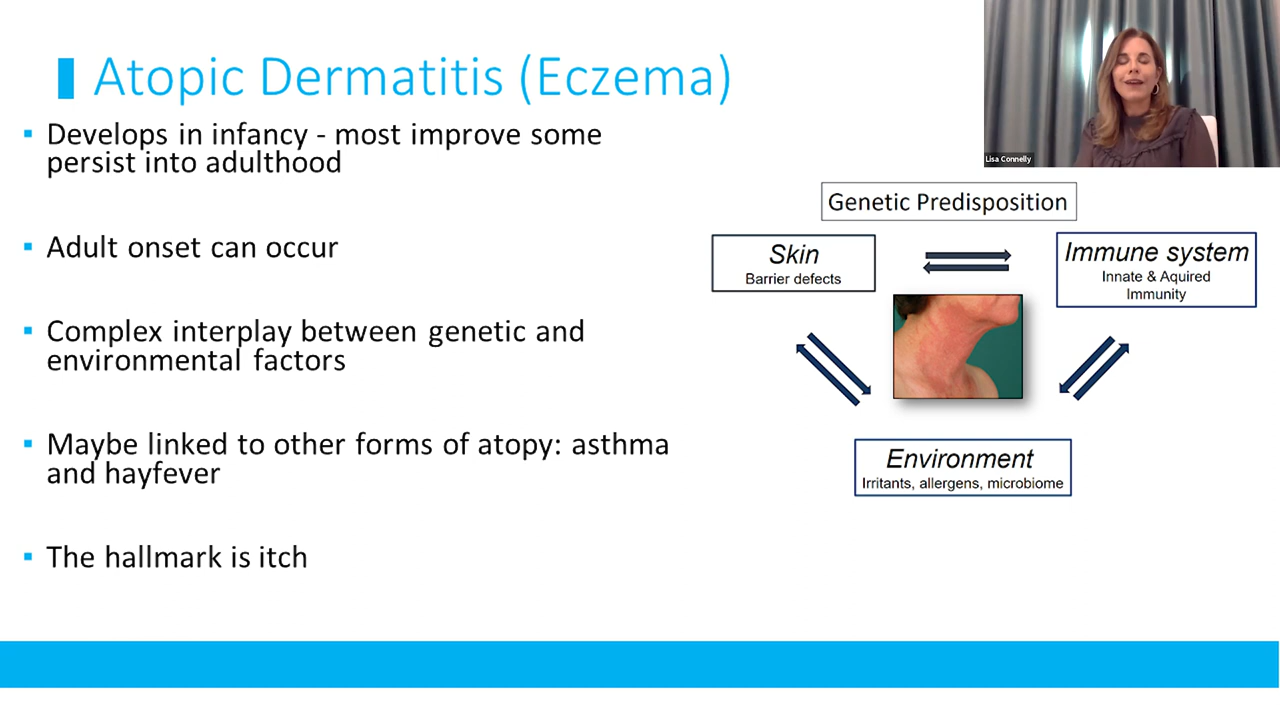 Atopic Dermatitis (Eczema)
Develops in infancy - most improve some
persist into adulthood
Adult onset can occur
Complex interplay between genetic and
environmental factors
Maybe linked to other forms of atopy: asthma
and hayfever
The hallmark is itch
Lisa Connelly
Genetic Predisposition
Skin
Barrier defects
Immune system
Innate & Aquired
Immunity
Environment
Irritants, allergens, microbiome